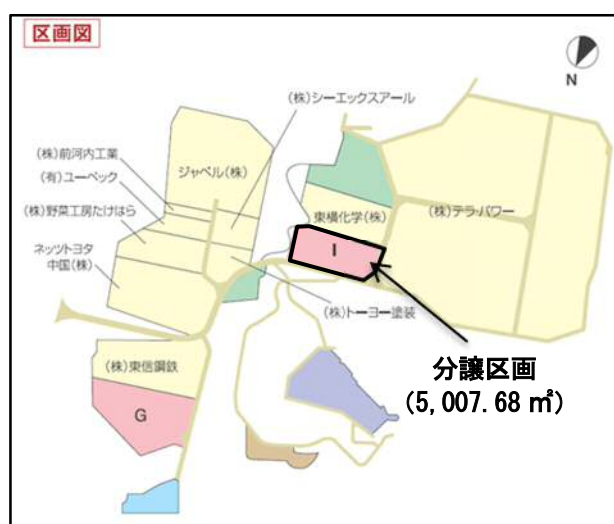 区画図
N
(株)シーエックスアール
(株)前河内工業
ジャペル(株)
(有)ユーペック
(株)野菜工房たけはら
東横化学(株)
(株)テラ・パワー
ネッツトヨタ
中国(株)
I
(株)トーヨー塗装
分譲区画
(5,007.68 ㎡)
(株)東信鋼鉄
G